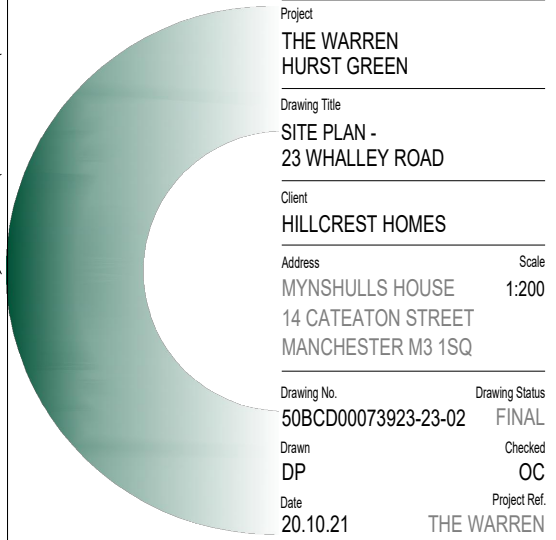 Project
THE WARREN
HURST GREEN
Drawing Title
SITE PLAN -
23 WHALLEY ROAD
Client
HILLCREST HOMES
Address Scale
MYNSHULLS HOUSE 1:200
14 CATEATON STREET
MANCHESTER M3 1SQ
Drawing No. Drawing Status
50BCD00073923-23-02 FINAL
Drawn Checked
DP OC
Date Project Ref.
20.10.21 THE WARREN